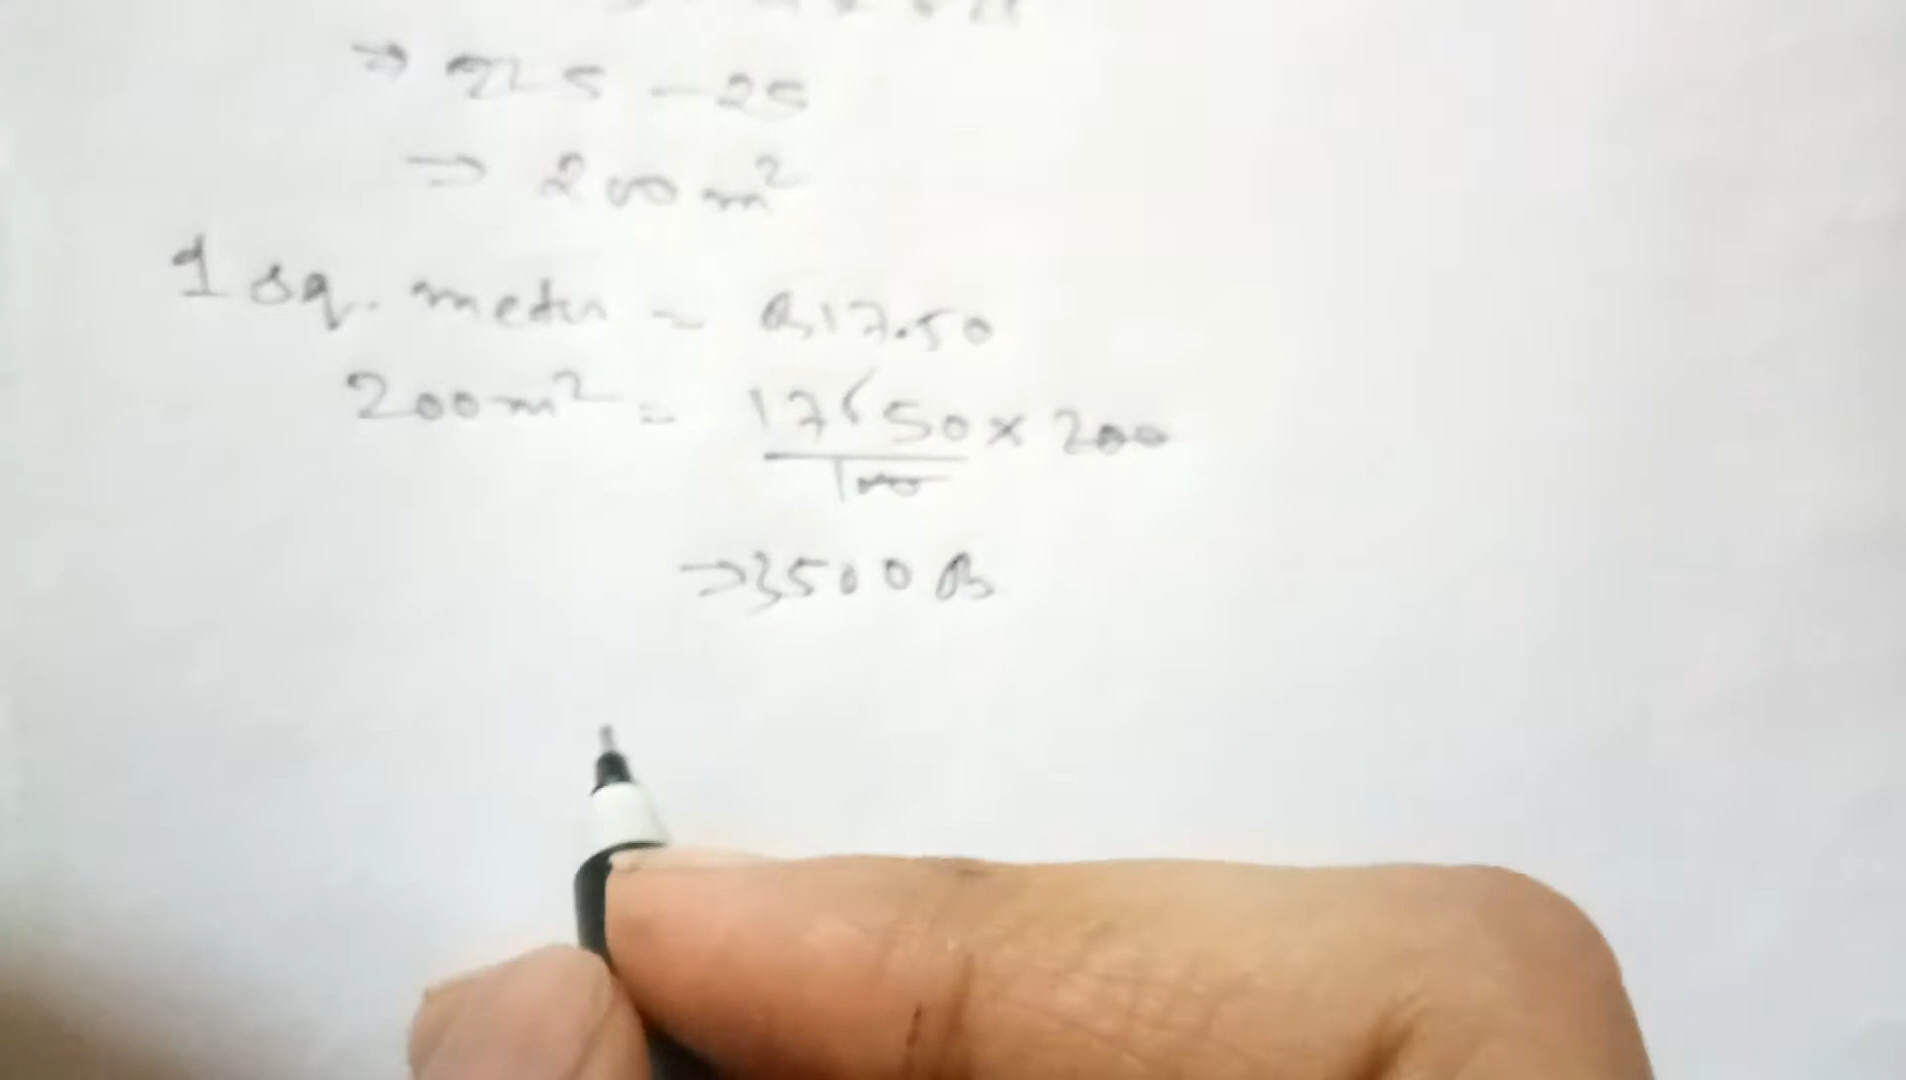 → 225 - 25
⇒ 200 m²
1 sq. meter = Rs 17.50
200 m² = 1750/100 × 200
→ 3500 Rs